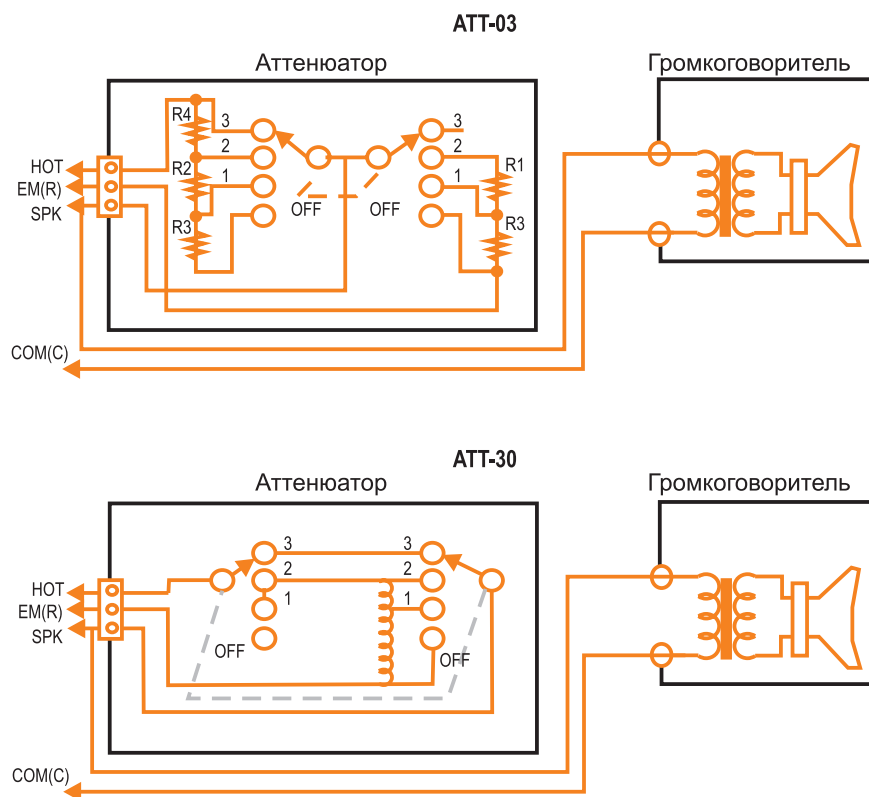 ATT-03
Аттенюатор
Громкоговоритель
R4
3
3
2
2
HOT
R2
R1
EM(R)
1
1
SPK
OFF
OFF
R3
R3
COM(C)
ATT-30
Аттенюатор
Громкоговоритель
3
3
2
2
HOT
1
1
EM(R)
SPK
OFF
OFF
COM(C)